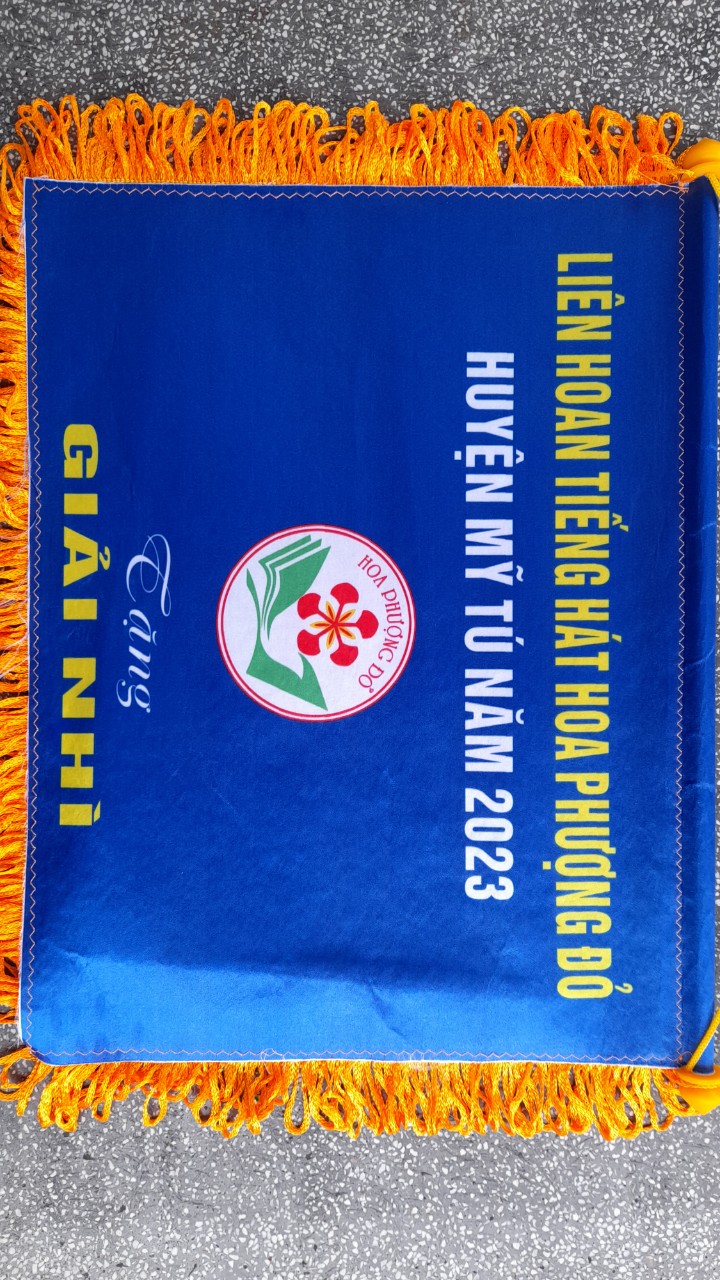 LIÊN HOAN TIẾNG HÁT HOA PHƯỢNG ĐỎ
HUYỆN MỸ TÚ NĂM 2023
HOA PHƯỢNG ĐỎ
Tặng
GIẢI NHÌ